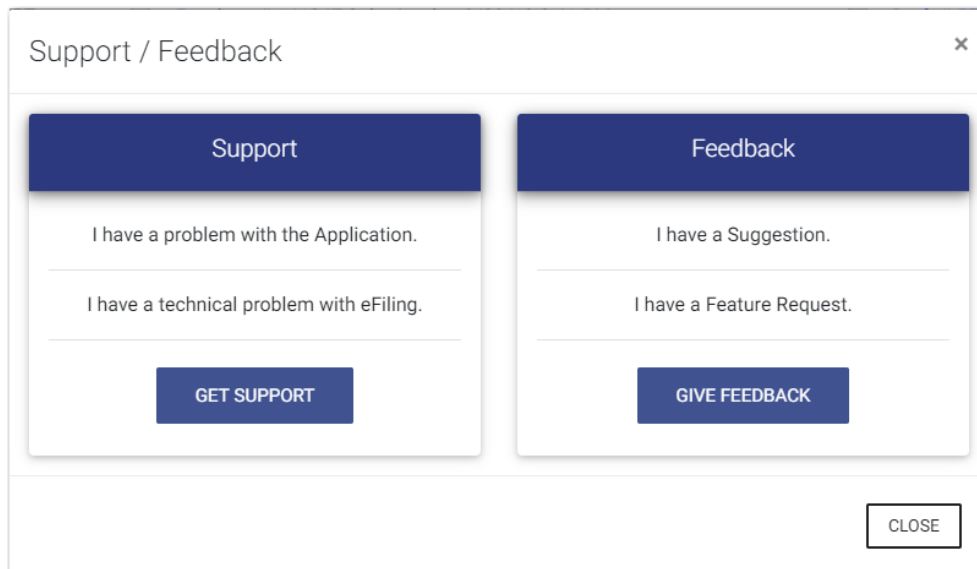 Support / Feedback
×
Support
I have a problem with the Application.
I have a technical problem with eFiling.
GET SUPPORT
Feedback
I have a Suggestion.
I have a Feature Request.
GIVE FEEDBACK
CLOSE